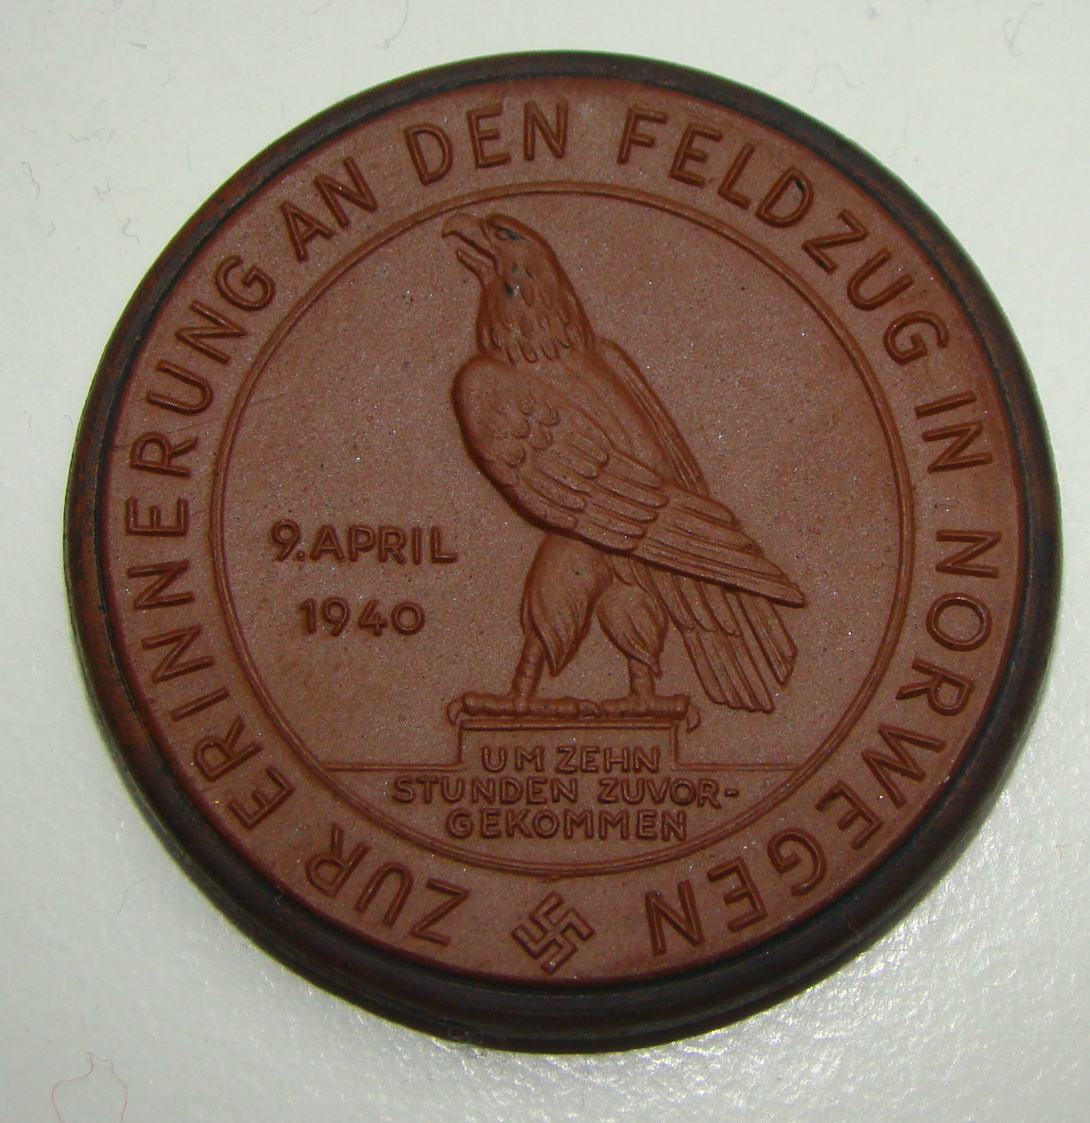 ZUR ERINNERUNG AN DEN FELDZUG IN NORWEGEN
9. APRIL
1940
UM ZEHN
STUNDEN ZUVOR-
GEKOMMEN